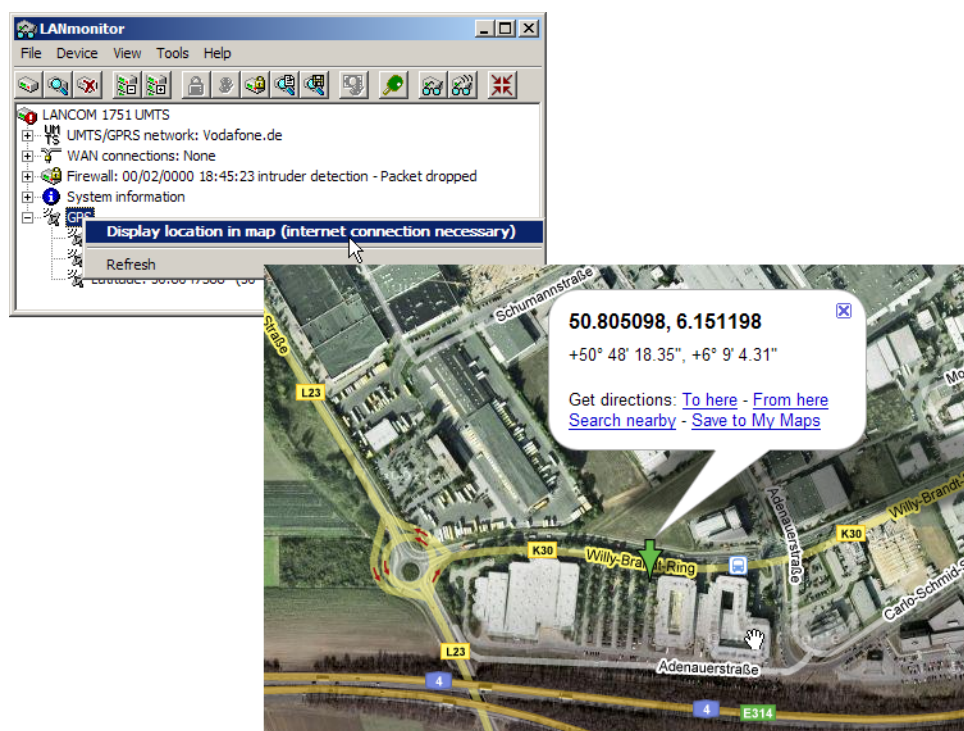 LANmonitor
File Device View Tools Help
LANCOM 1751 UMTS
UMTS/GPRS network: Vodafone.de
WAN connections: None
Firewall: 00/02/0000 18:45:23 intruder detection - Packet dropped
System information
GPS
Display location in map (internet connection necessary)
Refresh
Schumannstraße
Straße
50.805098, 6.151198
+50° 48' 18.35", +6° 9' 4.31"
Get directions: To here - From here
Search nearby - Save to My Maps
L23
K30
Willy-Brandt-Ring
Adenauerstraße
K30
Willy-Brandt-
Carlo-Schmid-S
L23
Adenauerstraße
4
4
E314